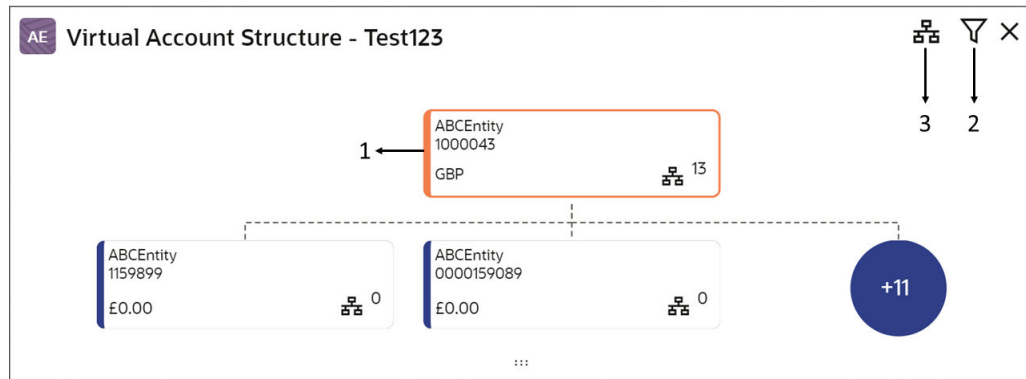 AE Virtual Account Structure - Test123
3 2
1
ABCEntity
1000043
GBP 13
ABCEntity
1159899
£0.00 0
ABCEntity
0000159089
£0.00 0
+11